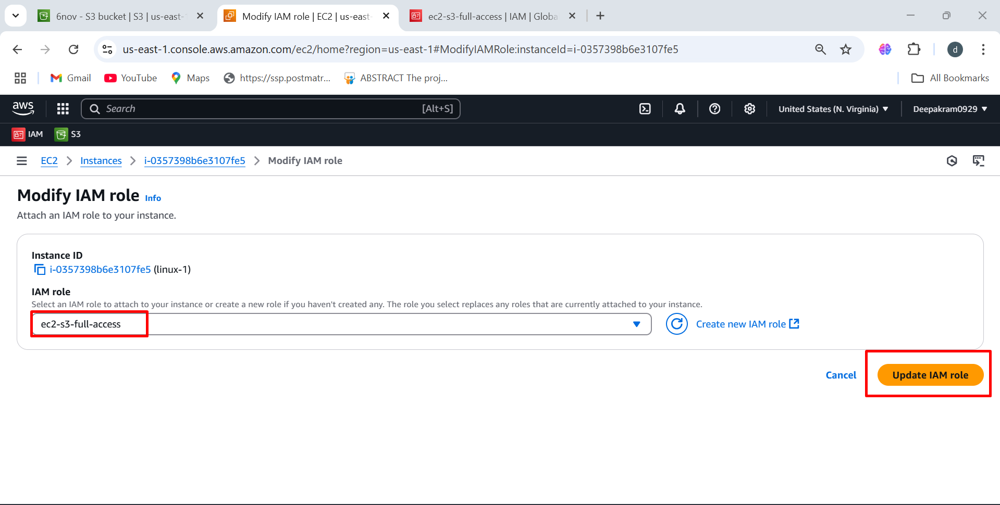 6nov - S3 bucket | S3 | us-east-
Modify IAM role | EC2 | us-east-
ec2-s3-full-access | IAM | Globa
us-east-1.console.aws.amazon.com/ec2/home?region=us-east-1#ModifyIAMRole:instanceId=i-0357398b6e3107fe5
d
Gmail
YouTube
Maps
https://ssp.postmatr...
ABSTRACT The proj...
All Bookmarks
aws
Search
[Alt+S]
United States (N. Virginia)
Deepakram0929
IAM
S3
EC2
Instances
i-0357398b6e3107fe5
Modify IAM role
Modify IAM role Info
Attach an IAM role to your instance.
Instance ID
i-0357398b6e3107fe5 (linux-1)
IAM role
Select an IAM role to attach to your instance or create a new role if you haven't created any. The role you select replaces any roles that are currently attached to your instance.
ec2-s3-full-access
Create new IAM role
Cancel
Update IAM role